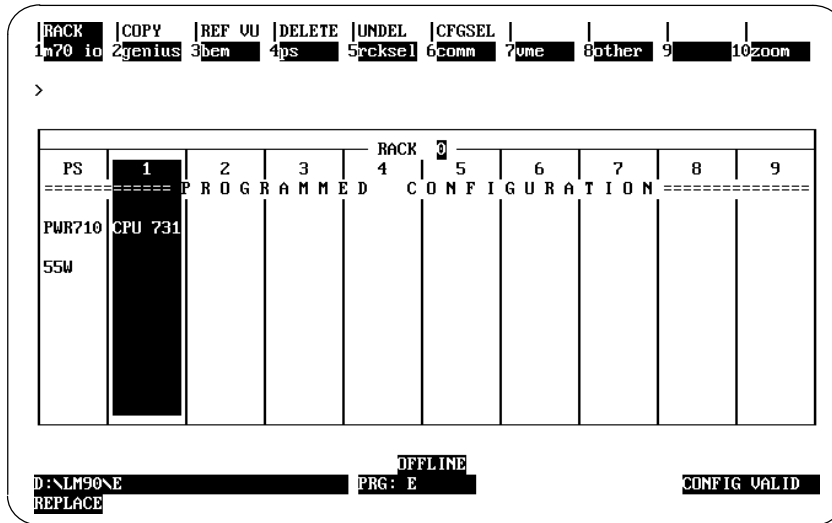 RACK |COPY |REF VU |DELETE |UNDEL |CFGSEL | | | |
1m70 io 2genius 3bem 4ps 5rcksel 6comm 7vme 8other 9 10zoom
>
RACK 0
PS 1 2 3 4 5 6 7 8 9
============= P R O G R A M M E D C O N F I G U R A T I O N ===============
PWR710 CPU 731
55W
OFFLINE
D:\LM90\E PRG: E CONFIG VALID
REPLACE